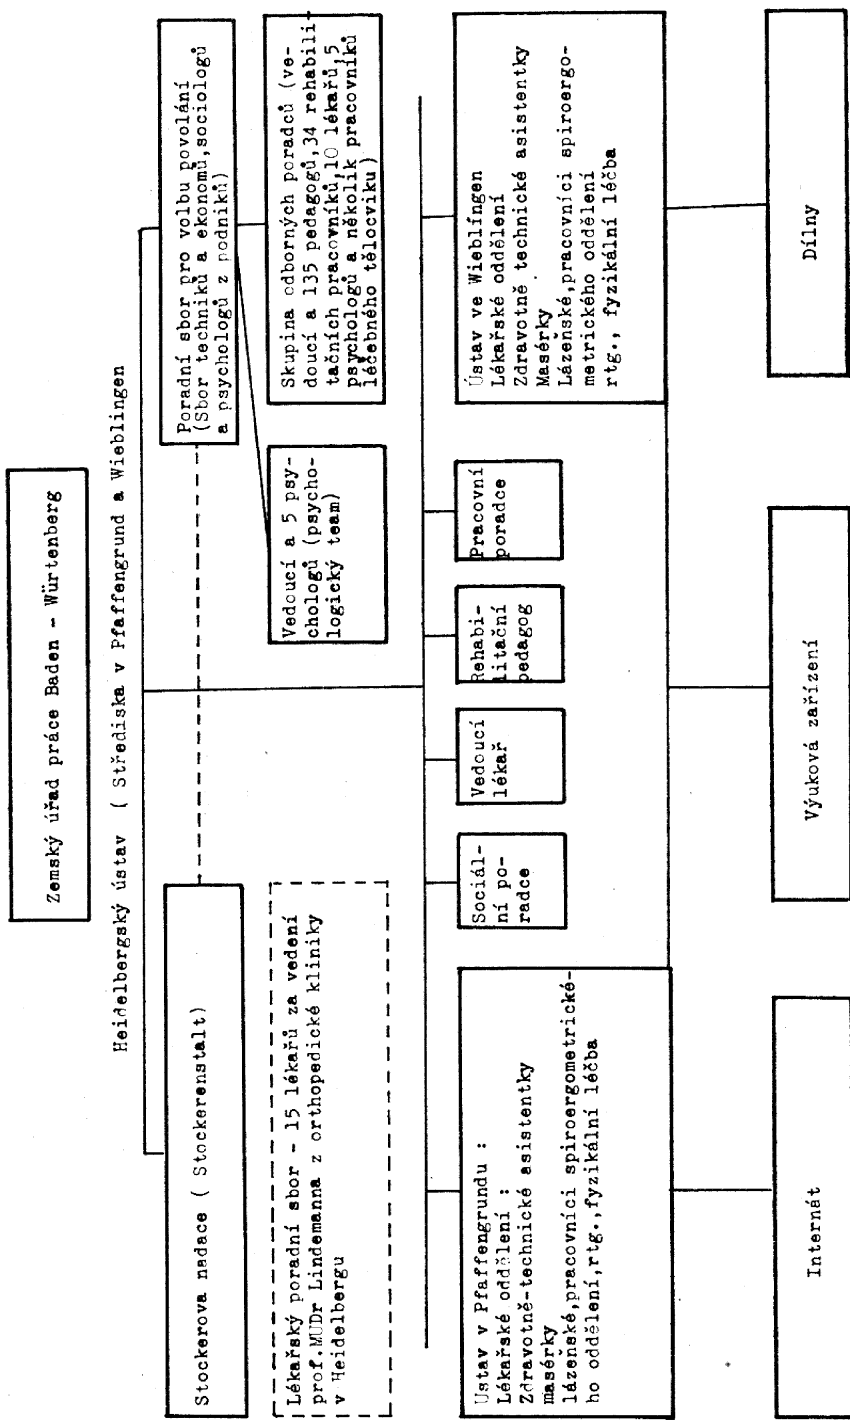 Zemský úřad práce Baden - Würtenberg
Heidelbergský ústav ( Střediska v Pfaffengrund a Wieblingen
Stockerova nadace ( Stockerenstalt)
Poradní sbor pro volbu povolání
(Sbor techniků a ekonomů,sociologů
a psychologů z podniků)
Lékařský poradní sbor - 15 lékařů za vedení
prof.MUDr Lindemanna z orthopedické kliniky
v Heidelbergu
Vedoucí a 5 psy-
chologů (psycho-
logický team)
Skupina odborných poradců (ve-
doucí a 135 pedagogů,34 rehabili-
tačních pracovníků,10 lékařů,5
psychologů a několik pracovníků
léčebného tělocviku)
Ústav v Pfaffengrundu :
Lékařské oddělení :
Zdravotně-technické asistentky
masérky
lázeňské,pracovníci spiroergometrické-
ho oddělení,rtg.,fyzikální léčba
Sociál-
ní po-
radce
Vedoucí
lékař
Rehabi-
litační
pedagog
Pracovní
poradce
Ústav ve Wieblíngen
Lékařské oddělení
Zdravotně technické asistentky
Masérky
Lázeňské,pracovníci spiroergo-
metrického oddělení
rtg., fyzikální léčba
Internát
Výuková zařízení
Dílny